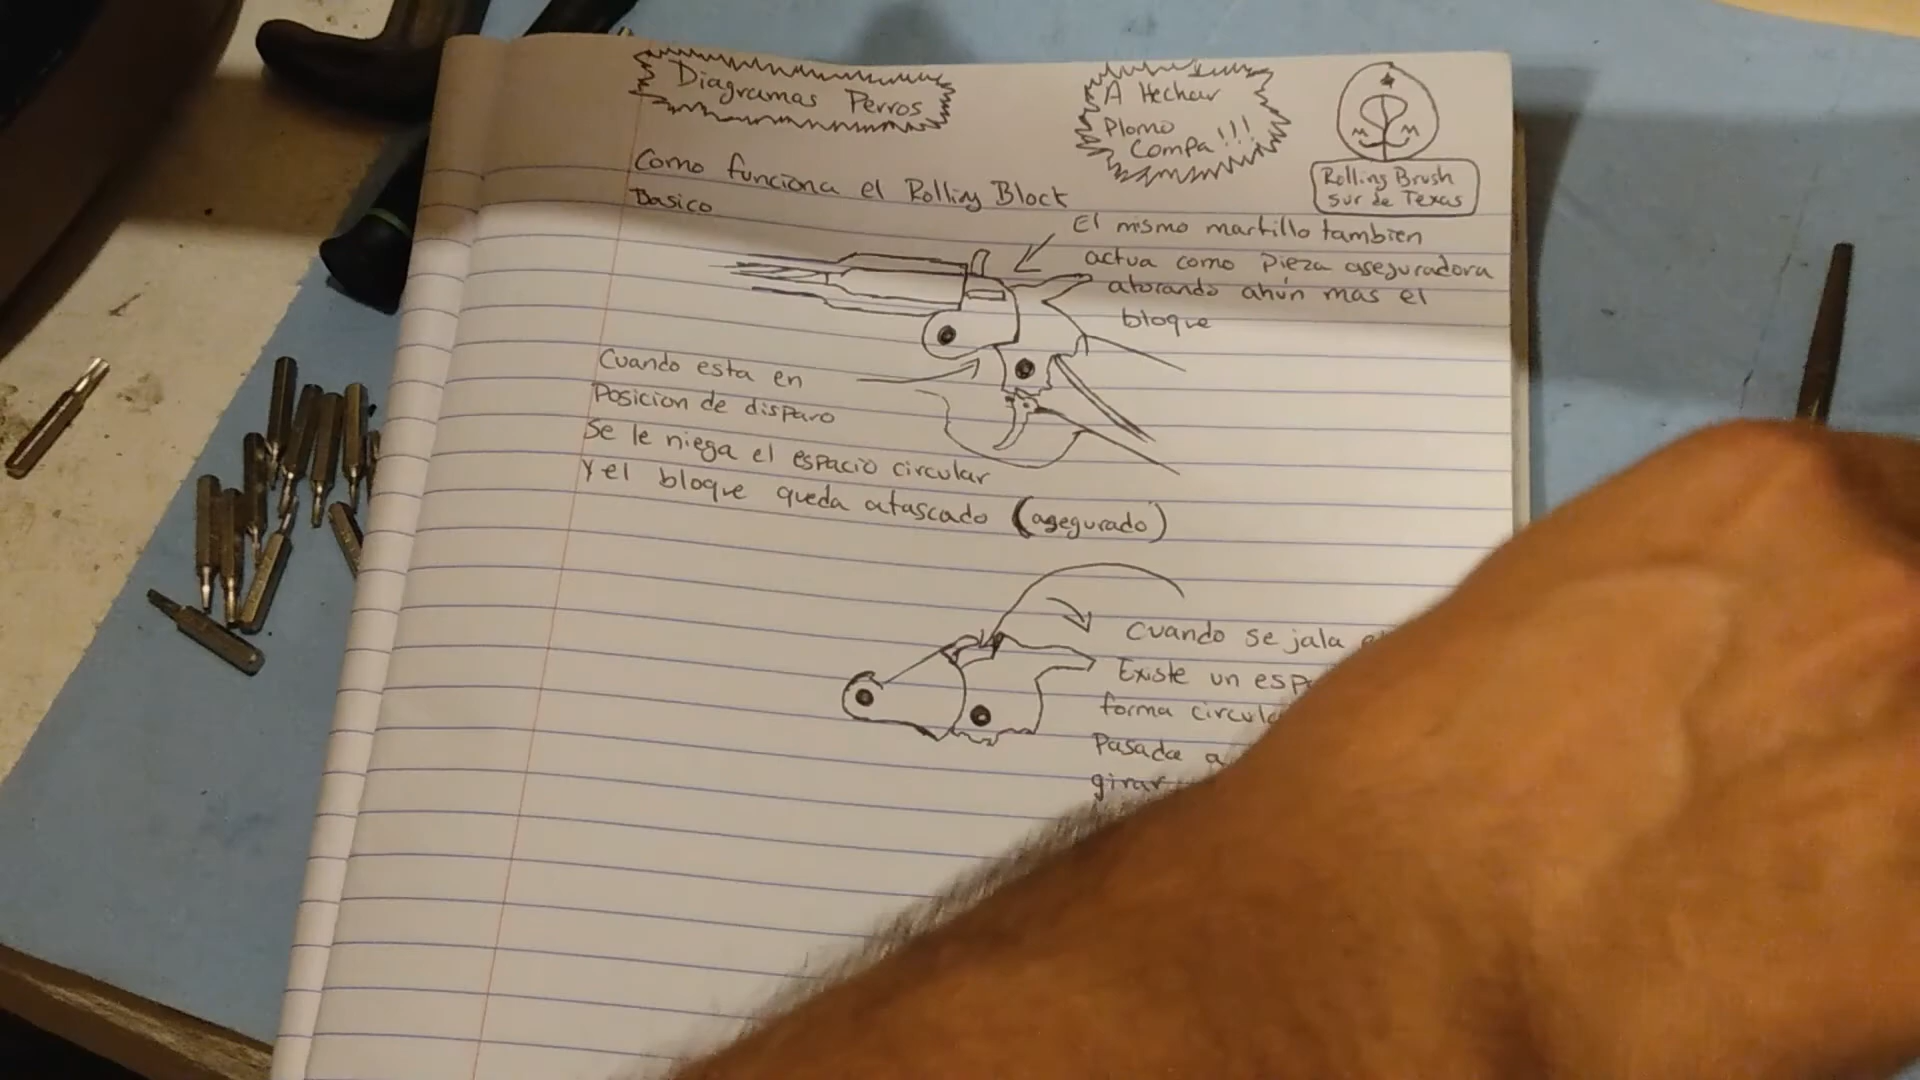 Diagramas Perros
A Hechar
Plomo
Compa!!!
Rolling Brush
Sur de Texas
Como funciona el Rolling Block
Basico
El mismo martillo tambien
actua como pieza aseguradora
atorando ahún mas el
bloque
Cuando esta en
Posicion de disparo
Se le niega el espacio circular
y el bloque queda atascado (asegurado)
Cuando se jala
Existe un
forma
Pasada a
girar